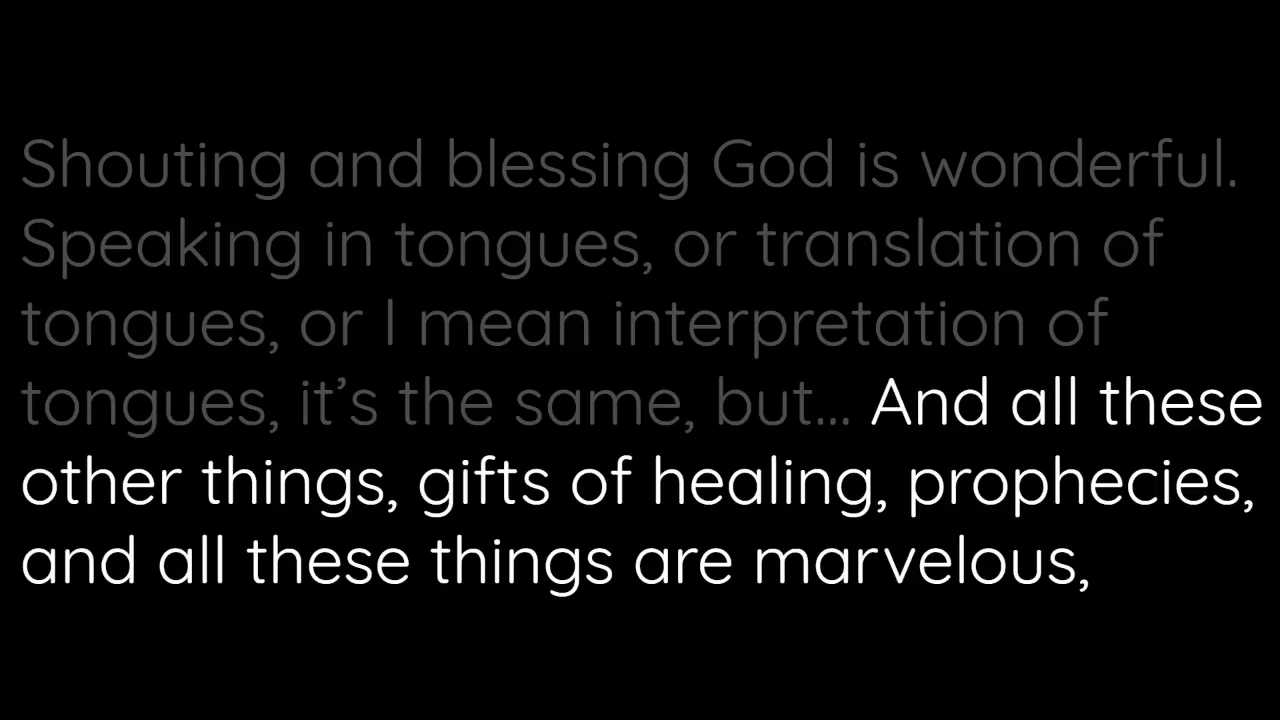 Shouting and blessing God is wonderful.
Speaking in tongues, or translation of
tongues, or I mean interpretation of
tongues, it’s the same, but... And all these
other things, gifts of healing, prophecies,
and all these things are marvelous,